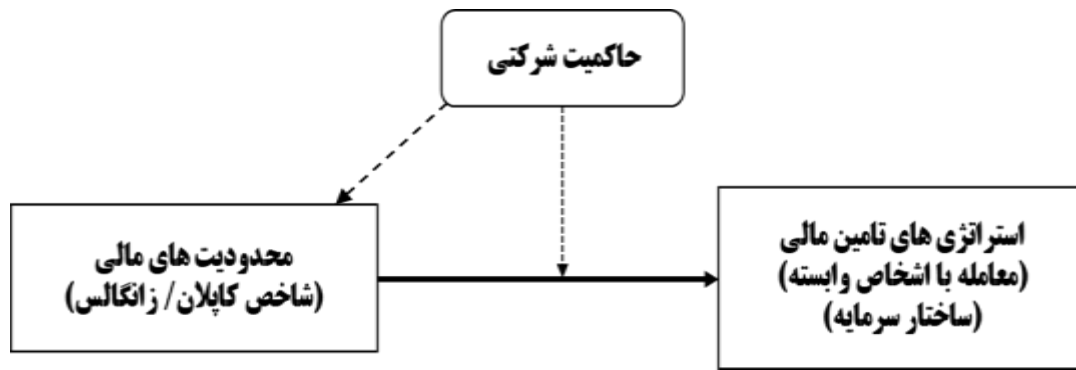 حاکمیت شرکتی
استراتژی های تامین مالی
(معامله با اشخاص وابسته)
(ساختار سرمایه)
محدودیت های مالی
(شاخص کاپلان/ زانگالس)